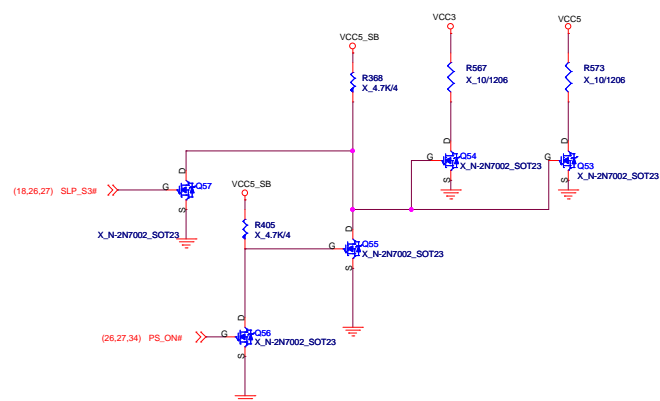 VCC3
VCC5
VCC5_SB
R368
X_4.7K/4
R567
X_10/1206
R573
X_10/1206
D
G
S
Q54
X_N-2N7002_SOT23
D
G
S
Q53
X_N-2N7002_SOT23
(18,26,27) SLP_S3#
D
G
S
Q57
X_N-2N7002_SOT23
VCC5_SB
R405
X_4.7K/4
D
G
S
Q55
X_N-2N7002_SOT23
(26,27,34) PS_ON#
D
G
S
Q56
X_N-2N7002_SOT23